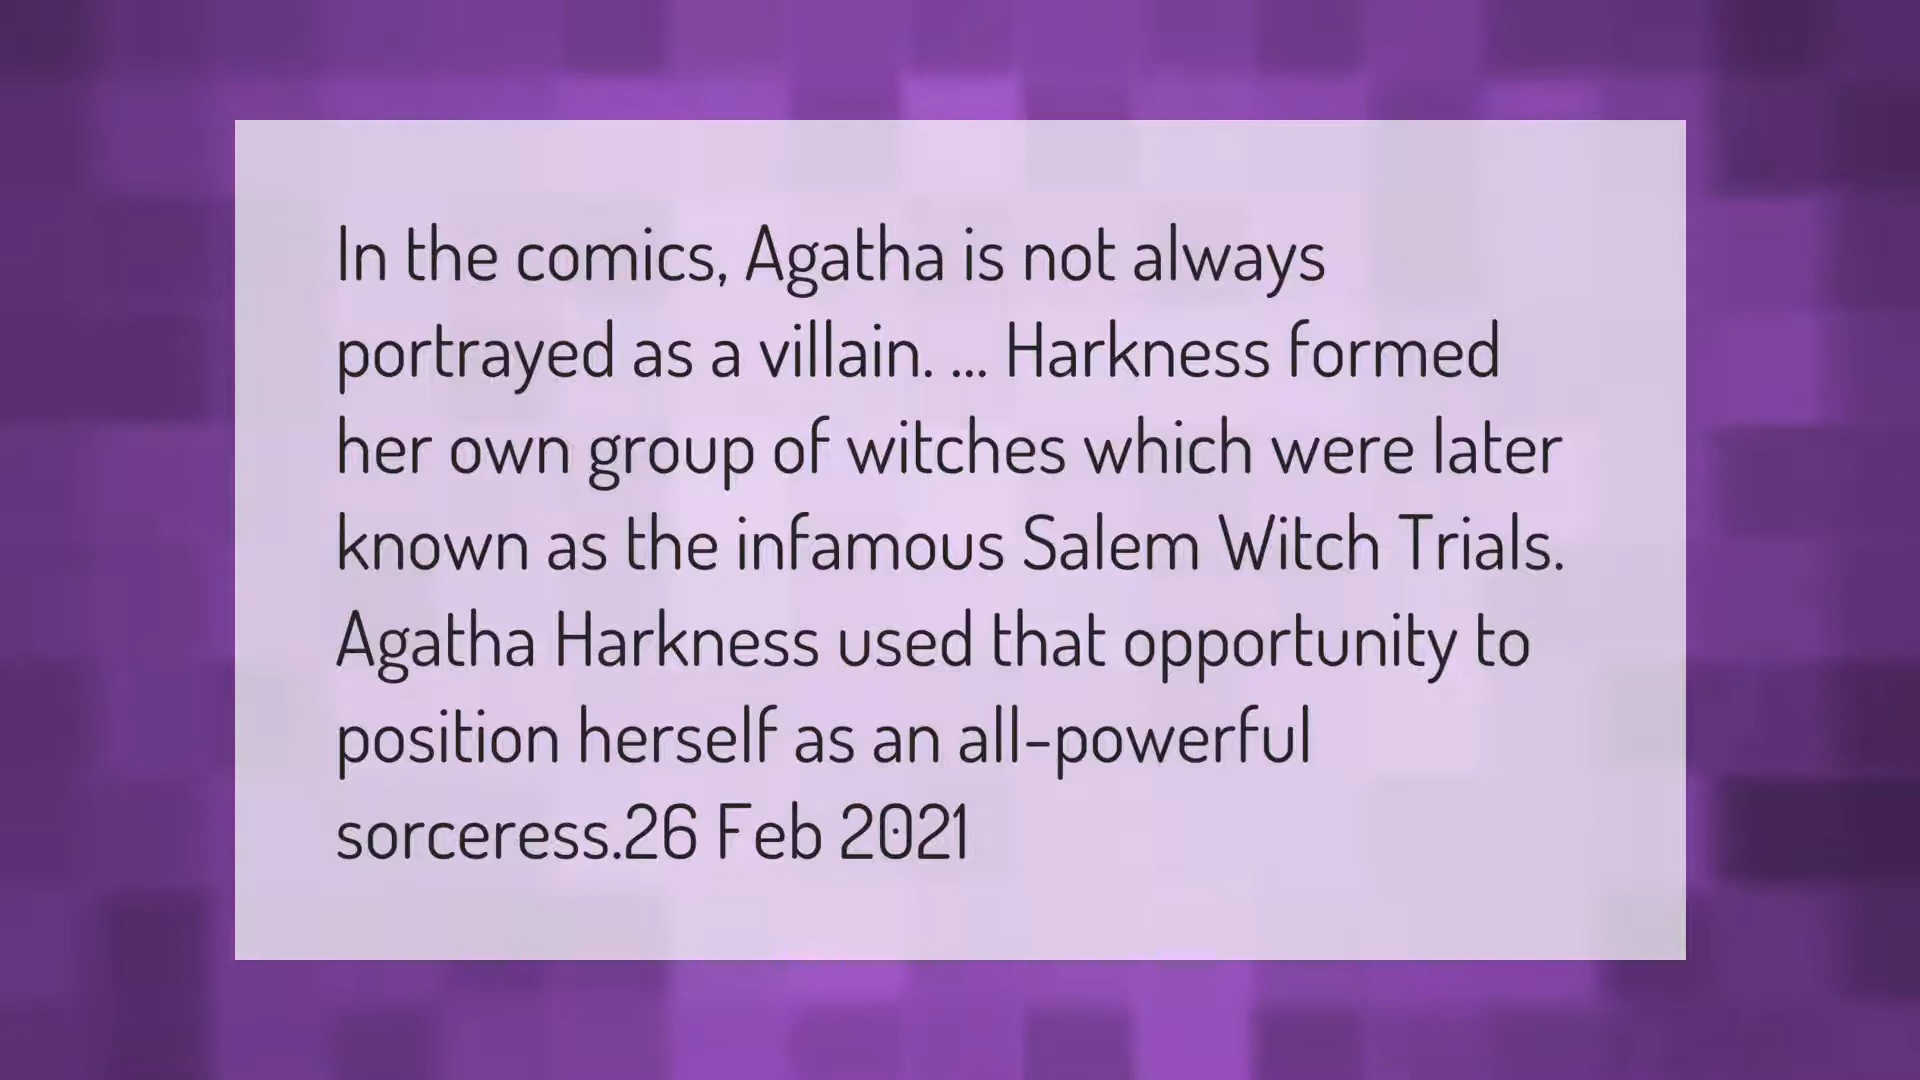 In the comics, Agatha is not always
portrayed as a villain. ... Harkness formed
her own group of witches which were later
known as the infamous Salem Witch Trials.
Agatha Harkness used that opportunity to
position herself as an all-powerful
sorceress.26 Feb 2021